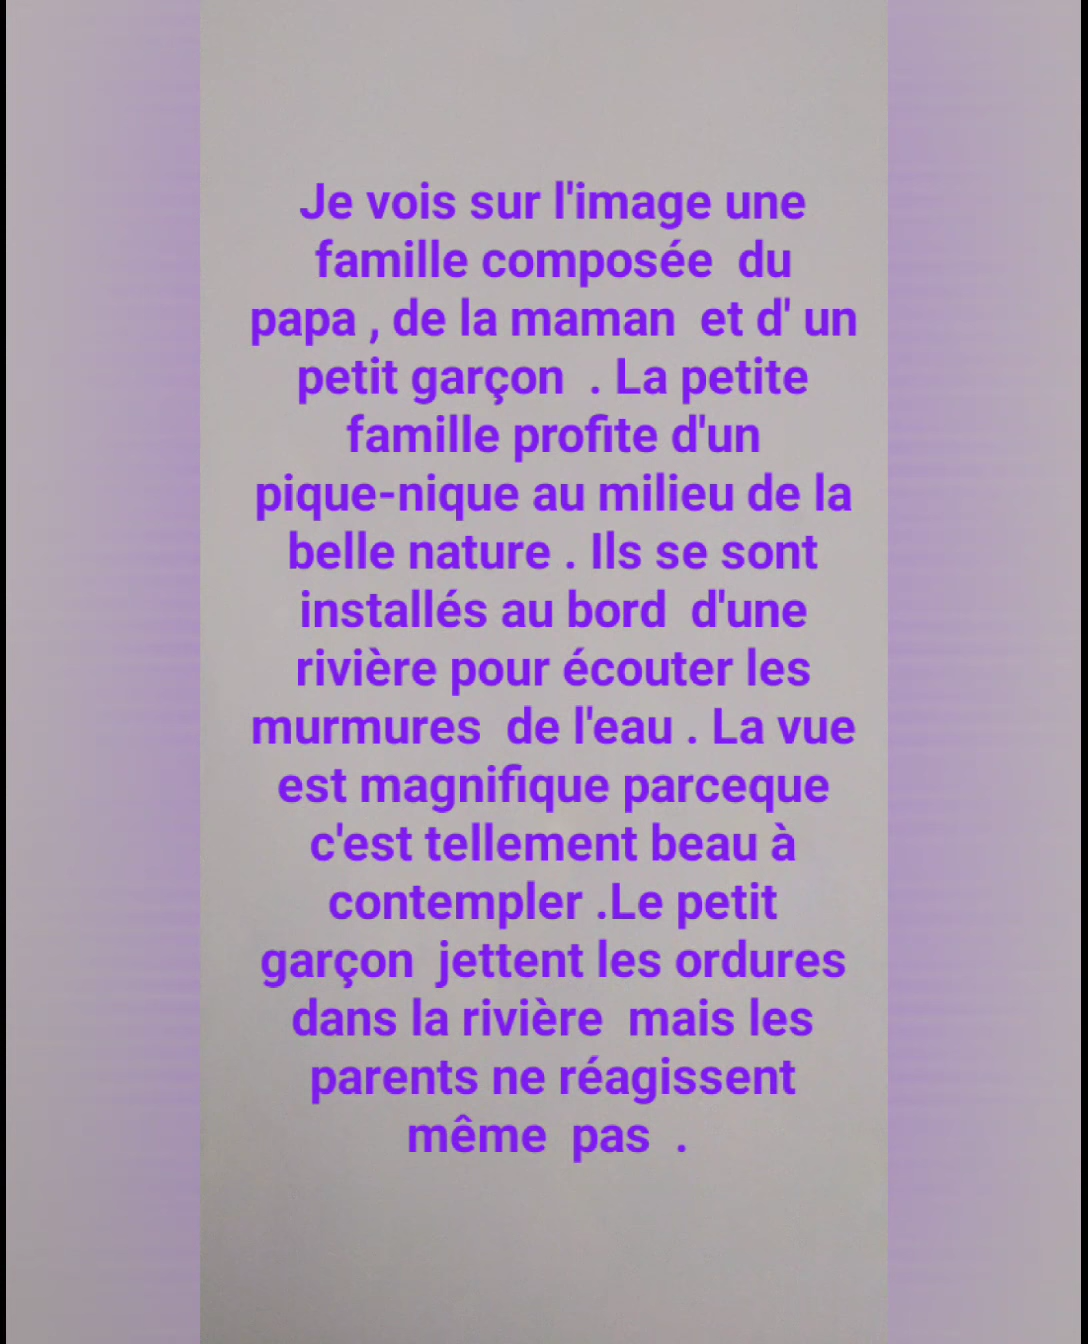 Je vois sur l'image une
famille composée  du
papa , de la maman  et d' un
petit garçon  . La petite
famille profite d'un
pique-nique au milieu de la
belle nature . Ils se sont
installés au bord  d'une
rivière pour écouter les
murmures  de l'eau . La vue
est magnifique parceque
c'est tellement beau à
contempler .Le petit
garçon  jettent les ordures
dans la rivière  mais les
parents ne réagissent
même  pas  .